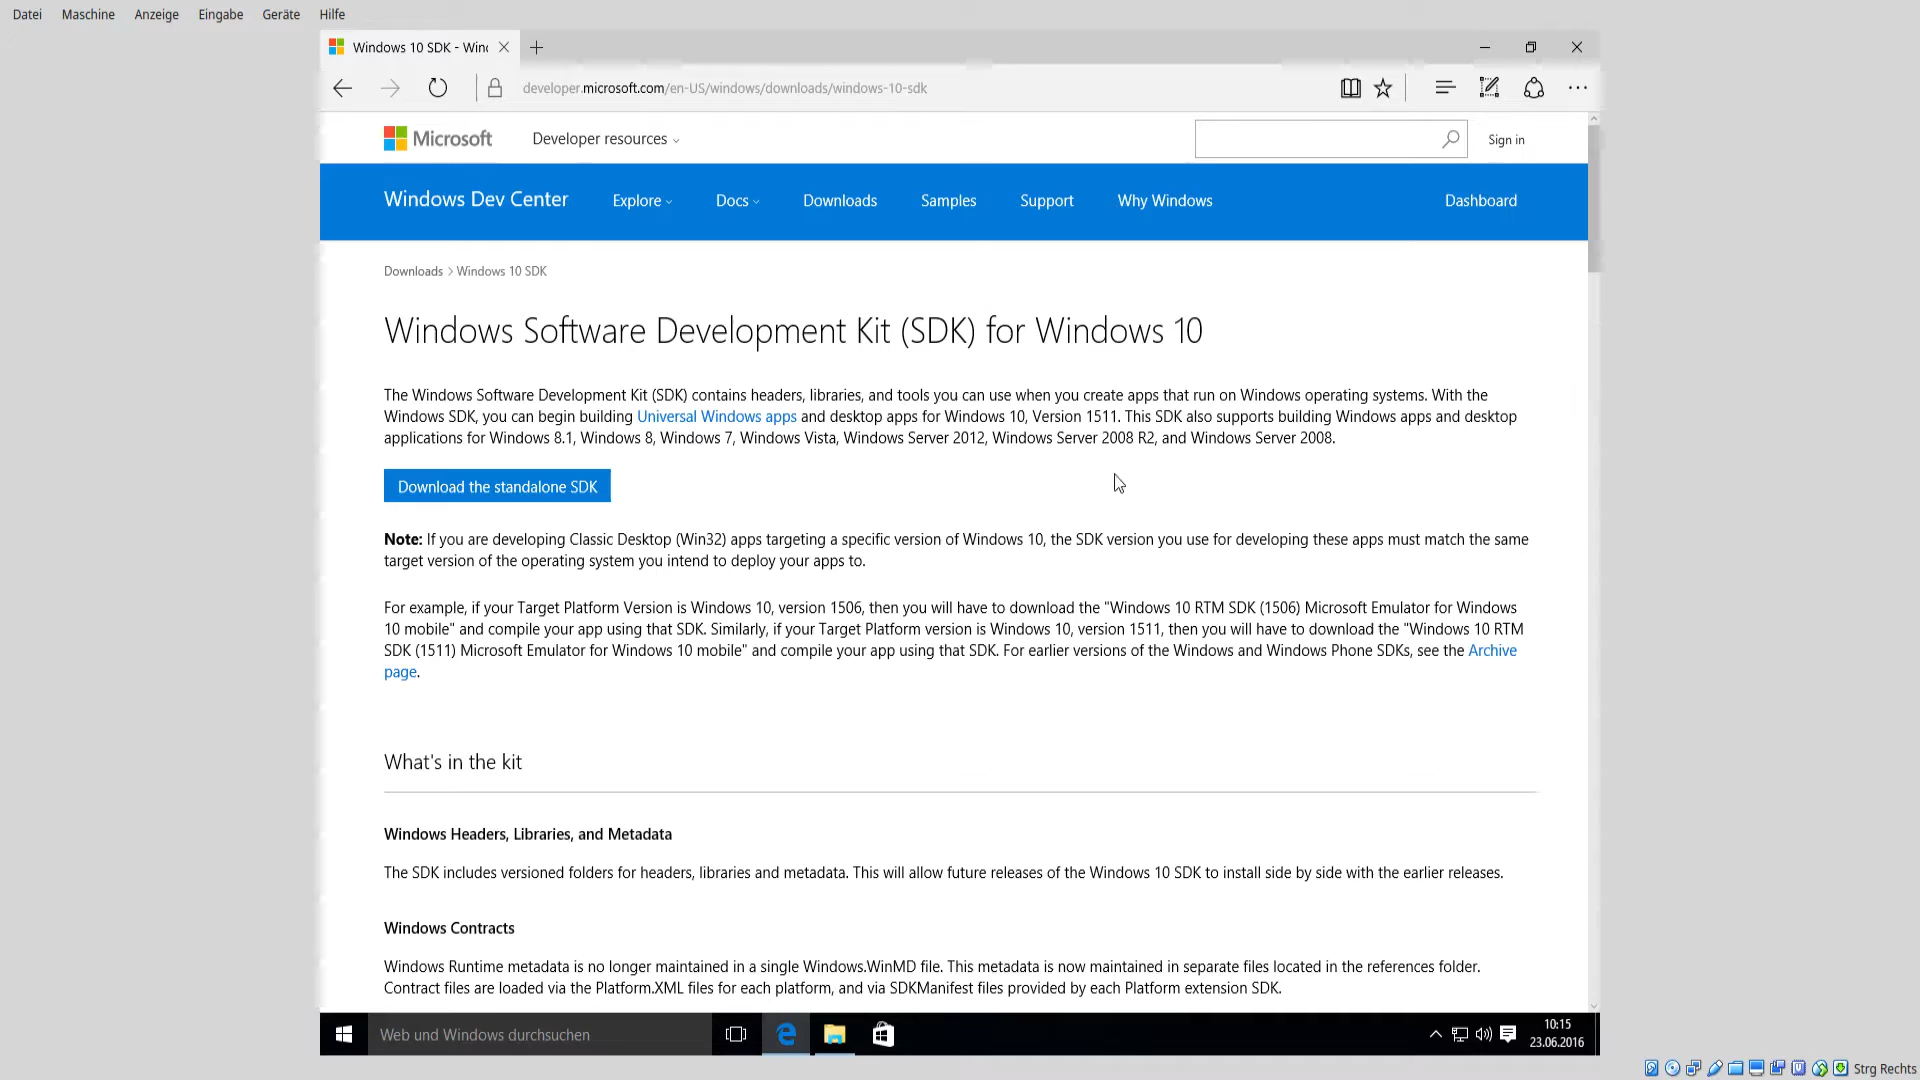 Datei Maschine Anzeige Eingabe Geräte Hilfe
Windows 10 SDK - Wind
developer.microsoft.com/en-US/windows/downloads/windows-10-sdk
Microsoft Developer resources Sign in
Windows Dev Center Explore Docs Downloads Samples Support Why Windows Dashboard
Downloads > Windows 10 SDK
Windows Software Development Kit (SDK) for Windows 10
The Windows Software Development Kit (SDK) contains headers, libraries, and tools you can use when you create apps that run on Windows operating systems. With the
Windows SDK, you can begin building Universal Windows apps and desktop apps for Windows 10, Version 1511. This SDK also supports building Windows apps and desktop
applications for Windows 8.1, Windows 8, Windows 7, Windows Vista, Windows Server 2012, Windows Server 2008 R2, and Windows Server 2008.
Download the standalone SDK
Note: If you are developing Classic Desktop (Win32) apps targeting a specific version of Windows 10, the SDK version you use for developing these apps must match the same
target version of the operating system you intend to deploy your apps to.
For example, if your Target Platform Version is Windows 10, version 1506, then you will have to download the "Windows 10 RTM SDK (1506) Microsoft Emulator for Windows
10 mobile" and compile your app using that SDK. Similarly, if your Target Platform version is Windows 10, version 1511, then you will have to download the "Windows 10 RTM
SDK (1511) Microsoft Emulator for Windows 10 mobile" and compile your app using that SDK. For earlier versions of the Windows and Windows Phone SDKs, see the Archive
page.
What's in the kit
Windows Headers, Libraries, and Metadata
The SDK includes versioned folders for headers, libraries and metadata. This will allow future releases of the Windows 10 SDK to install side by side with the earlier releases.
Windows Contracts
Windows Runtime metadata is no longer maintained in a single Windows.WinMD file. This metadata is now maintained in separate files located in the references folder.
Contract files are loaded via the Platform.XML files for each platform, and via SDKManifest files provided by each Platform extension SDK.
Web und Windows durchsuchen
10:15
23.06.2016
Strg Rechts